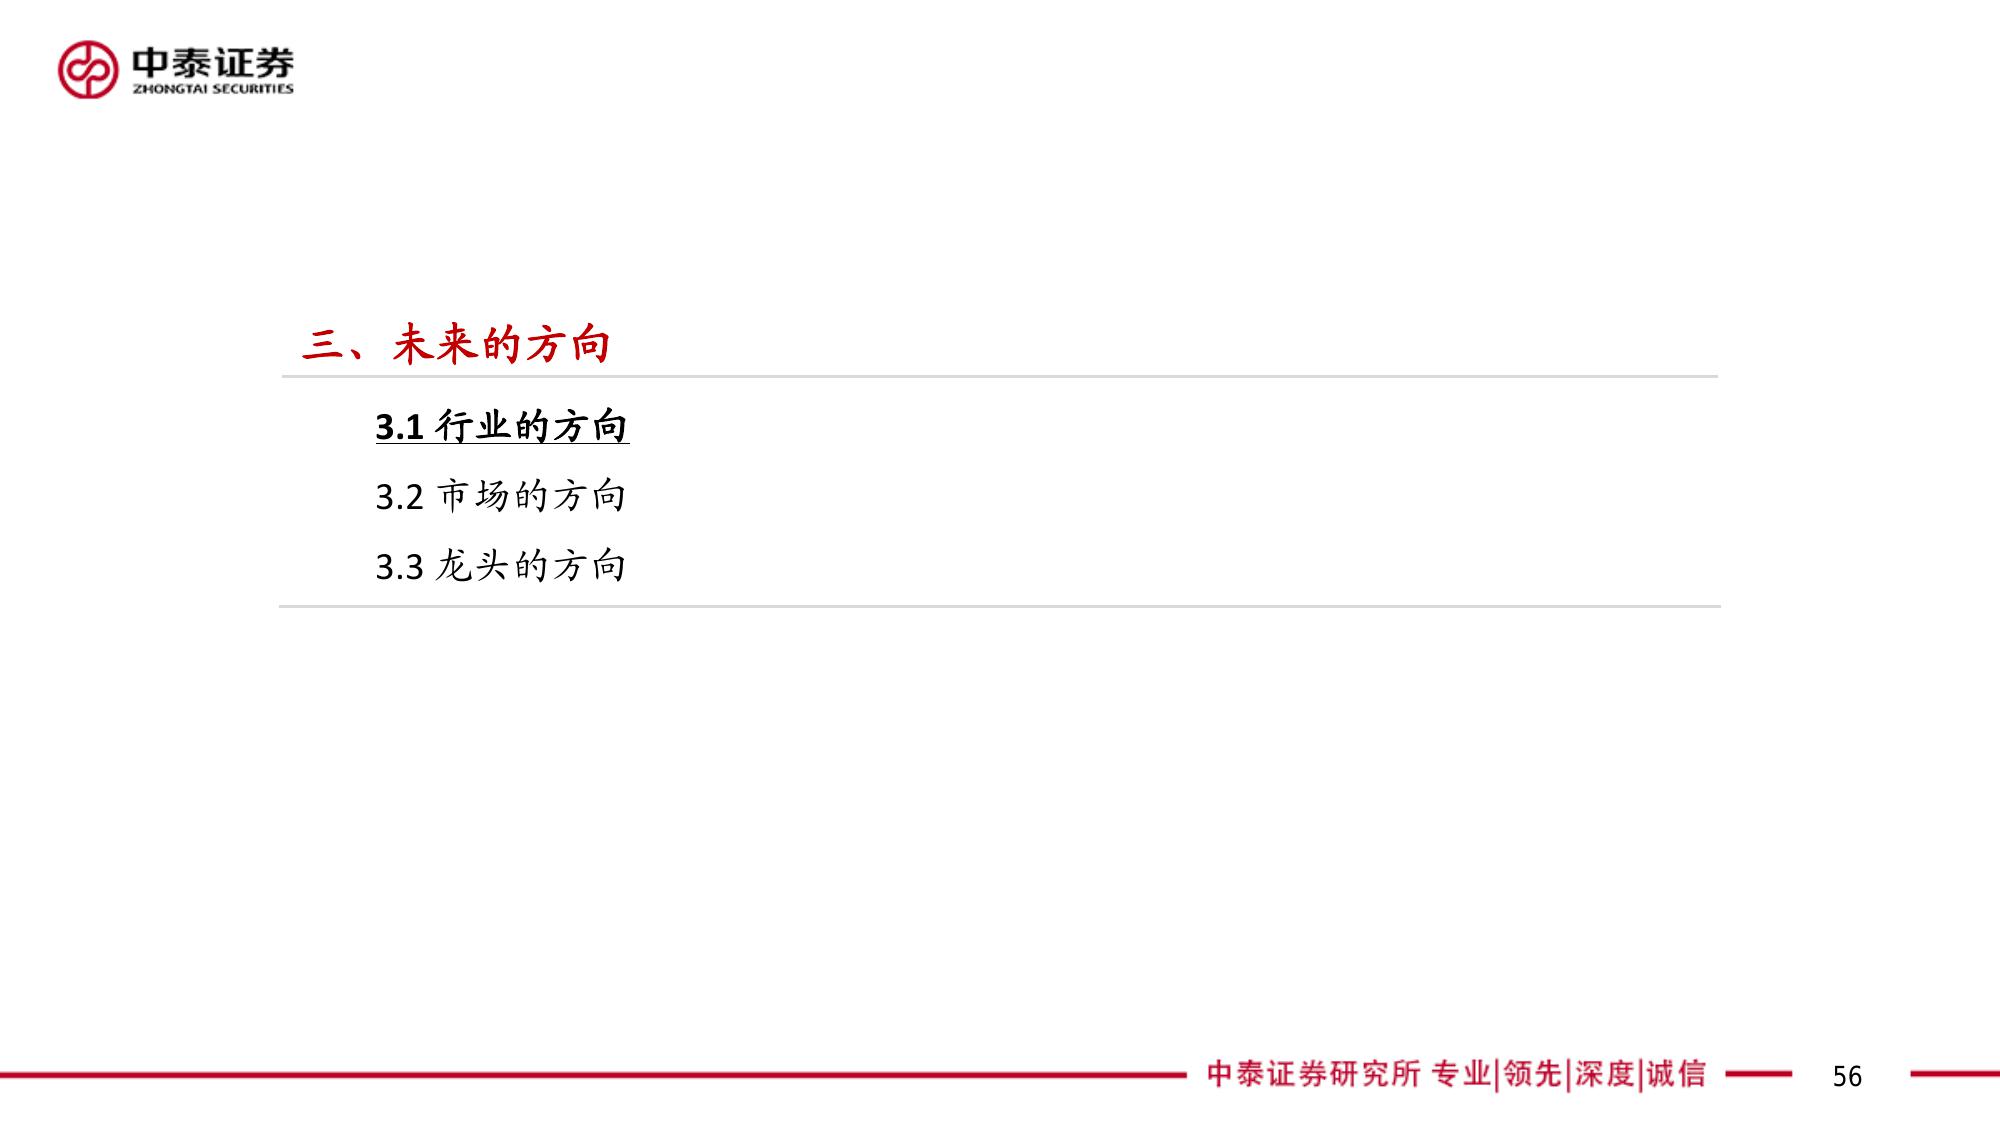 中泰证券
ZHONGTAI SECURITIES
三、未来的方向
3.1 行业的方向
3.2 市场的方向
3.3 龙头的方向
中泰证券研究所 专业|领先|深度|诚信
56